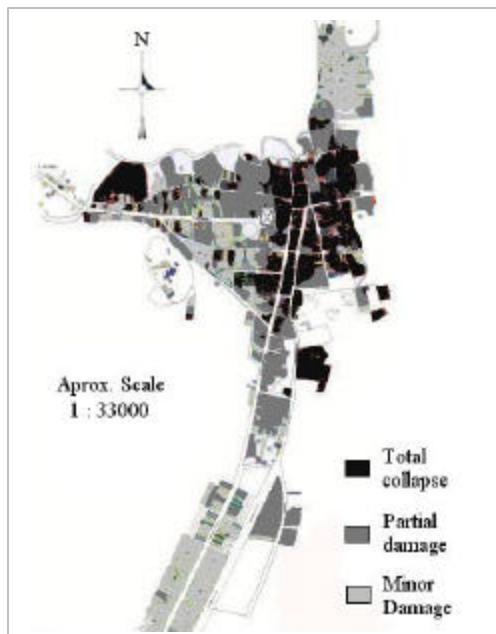 N
Aprox. Scale
1 : 33000
Total
collapse
Partial
damage
Minor
Damage